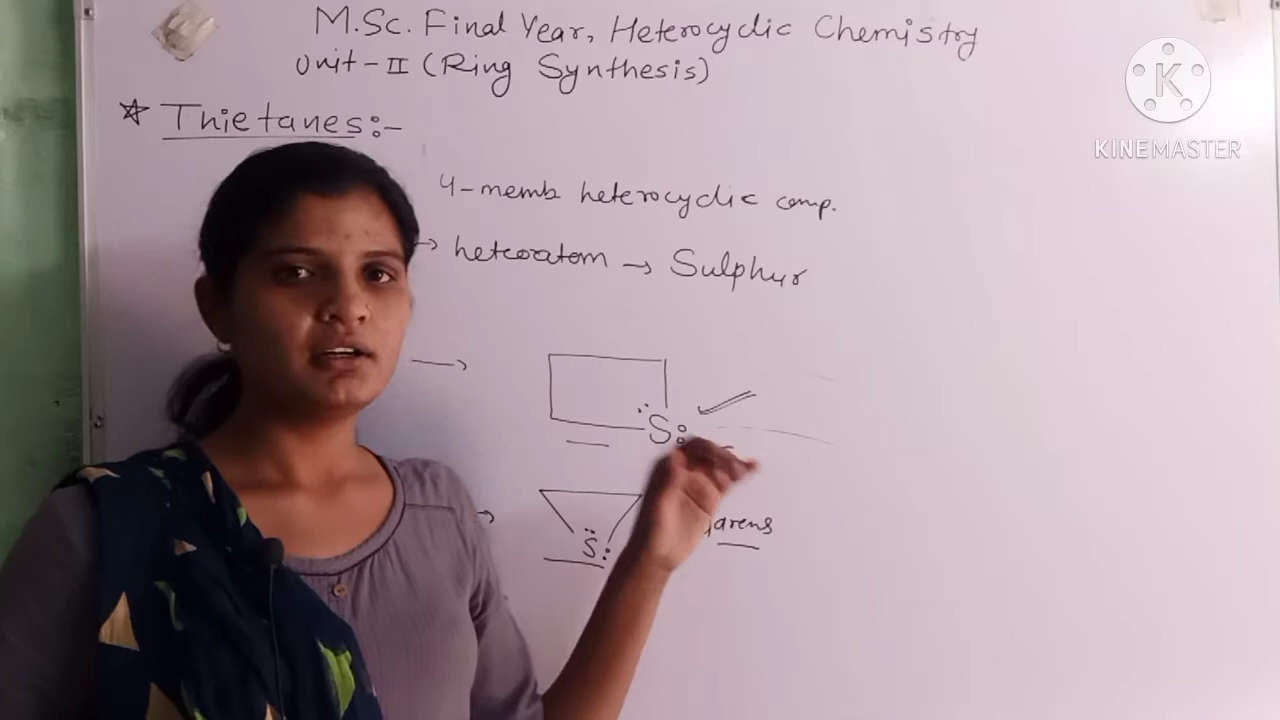 M.Sc. Final Year, Heterocyclic Chemistry
Unit-II (Ring Synthesis)
☆ Thietanes:-
4-memb heterocyclic comp.
→ heteroatom → Sulphur
→
S
→ S
K
KINEMASTER